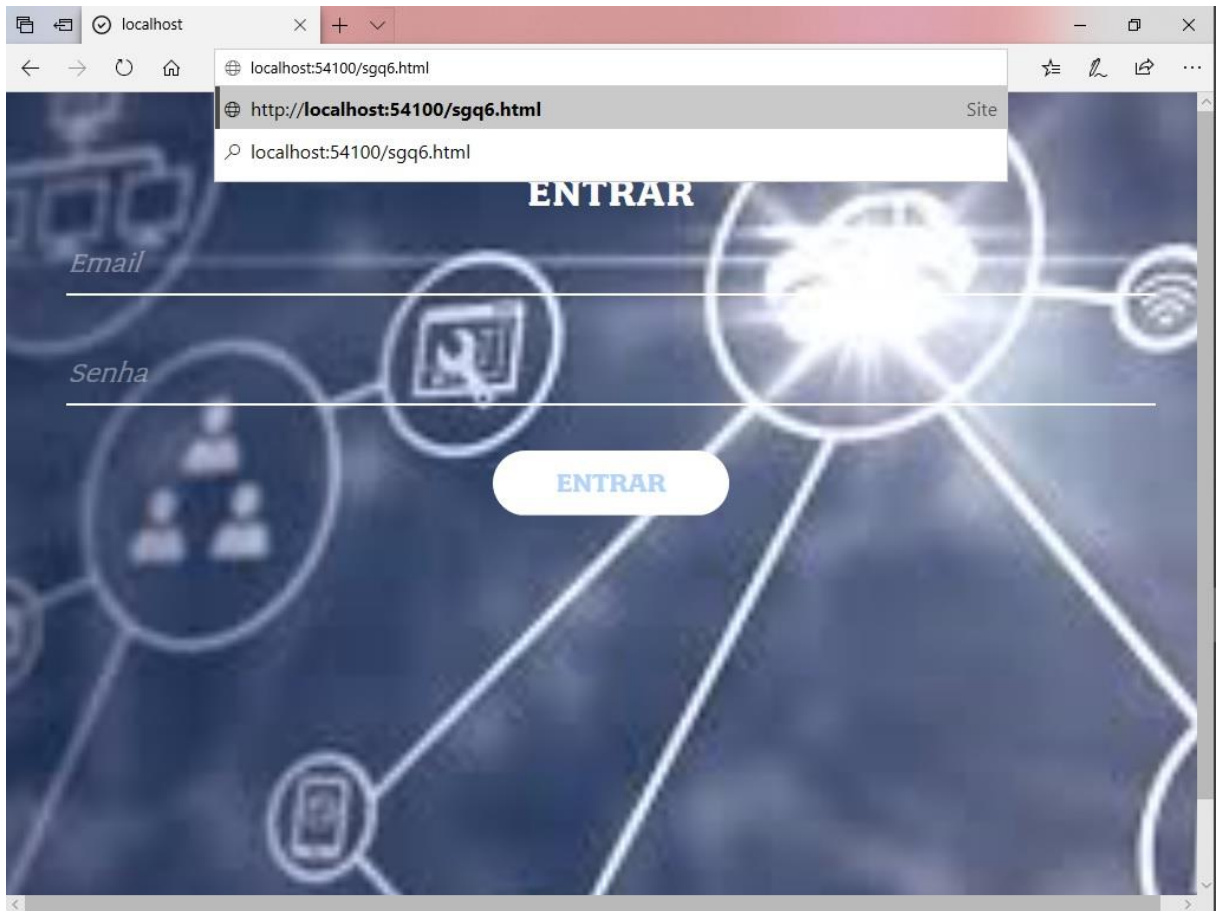 localhost
localhost:54100/sgq6.html
http://localhost:54100/sgq6.html Site
localhost:54100/sgq6.html
ENTRAR
Email
Senha
ENTRAR